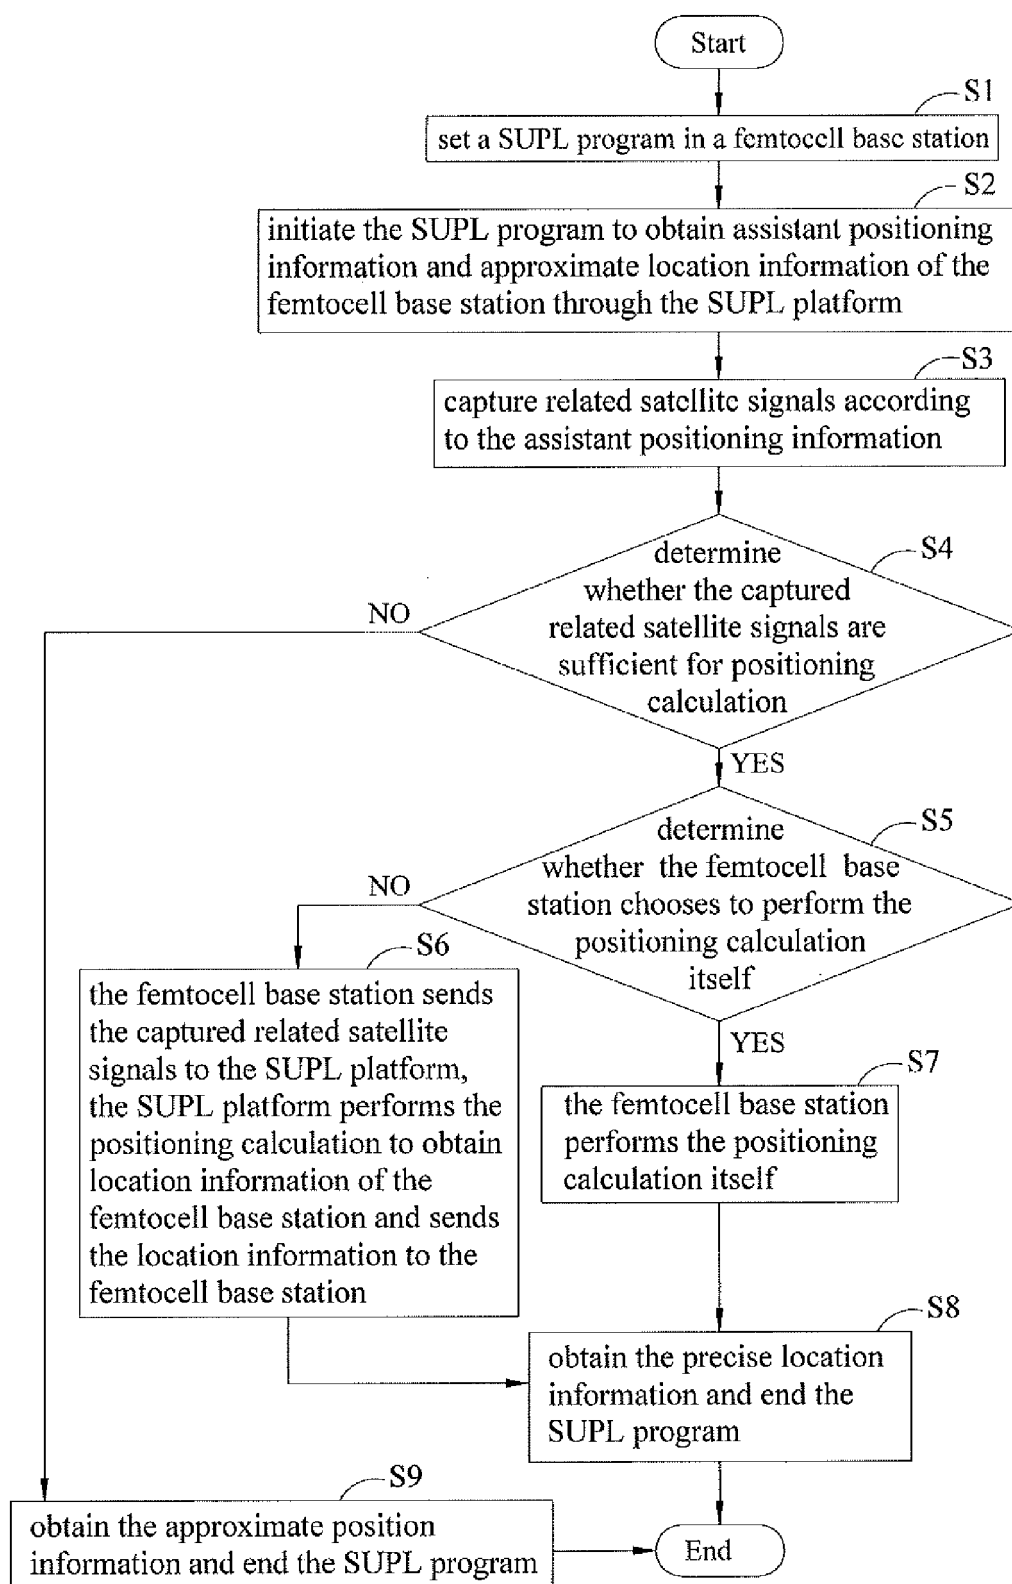 Start
S1
set a SUPL program in a femtocell base station
S2
initiate the SUPL program to obtain assistant positioning
information and approximate location information of the
femtocell base station through the SUPL platform
S3
capture related satellite signals according
to the assistant positioning information
S4
determine
whether the captured
related satellite signals are
sufficient for positioning
calculation
NO
YES
S5
determine
whether the femtocell base
station chooses to perform the
positioning calculation
itself
NO
YES
S6
the femtocell base station sends
the captured related satellite
signals to the SUPL platform,
the SUPL platform performs the
positioning calculation to obtain
location information of the
femtocell base station and sends
the location information to the
femtocell base station
S7
the femtocell base station
performs the positioning
calculation itself
S8
obtain the precise location
information and end the
SUPL program
S9
obtain the approximate position
information and end the SUPL program
End